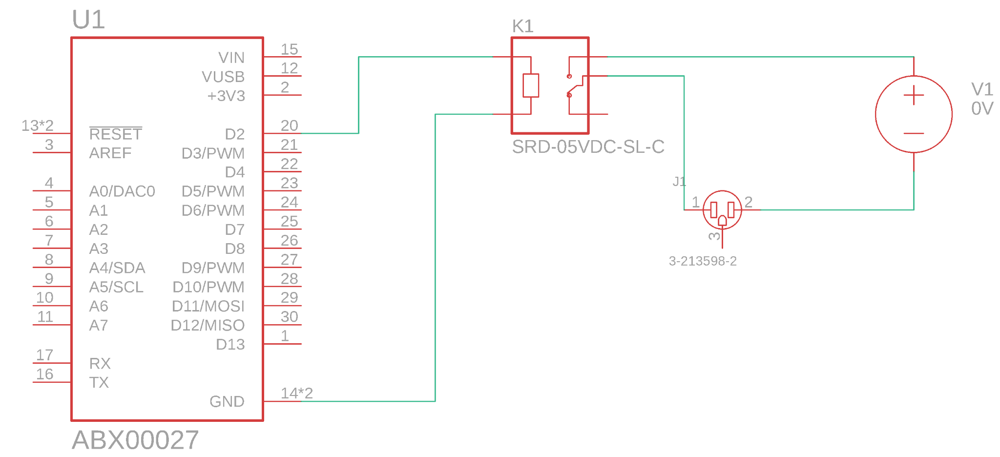 U1
VIN 15
VUSB 12
+3V3 2
13*2 RESET D2 20
3 AREF D3/PWM 21
D4 22
4 A0/DAC0 D5/PWM 23
5 A1 D6/PWM 24
6 A2 D7 25
7 A3 D8 26
8 A4/SDA D9/PWM 27
9 A5/SCL D10/PWM 28
10 A6 D11/MOSI 29
11 A7 D12/MISO 30
D13 1
17 RX
16 TX
GND 14*2
ABX00027
K1
SRD-05VDC-SL-C
J1
1 2
3
3-213598-2
V1
0V